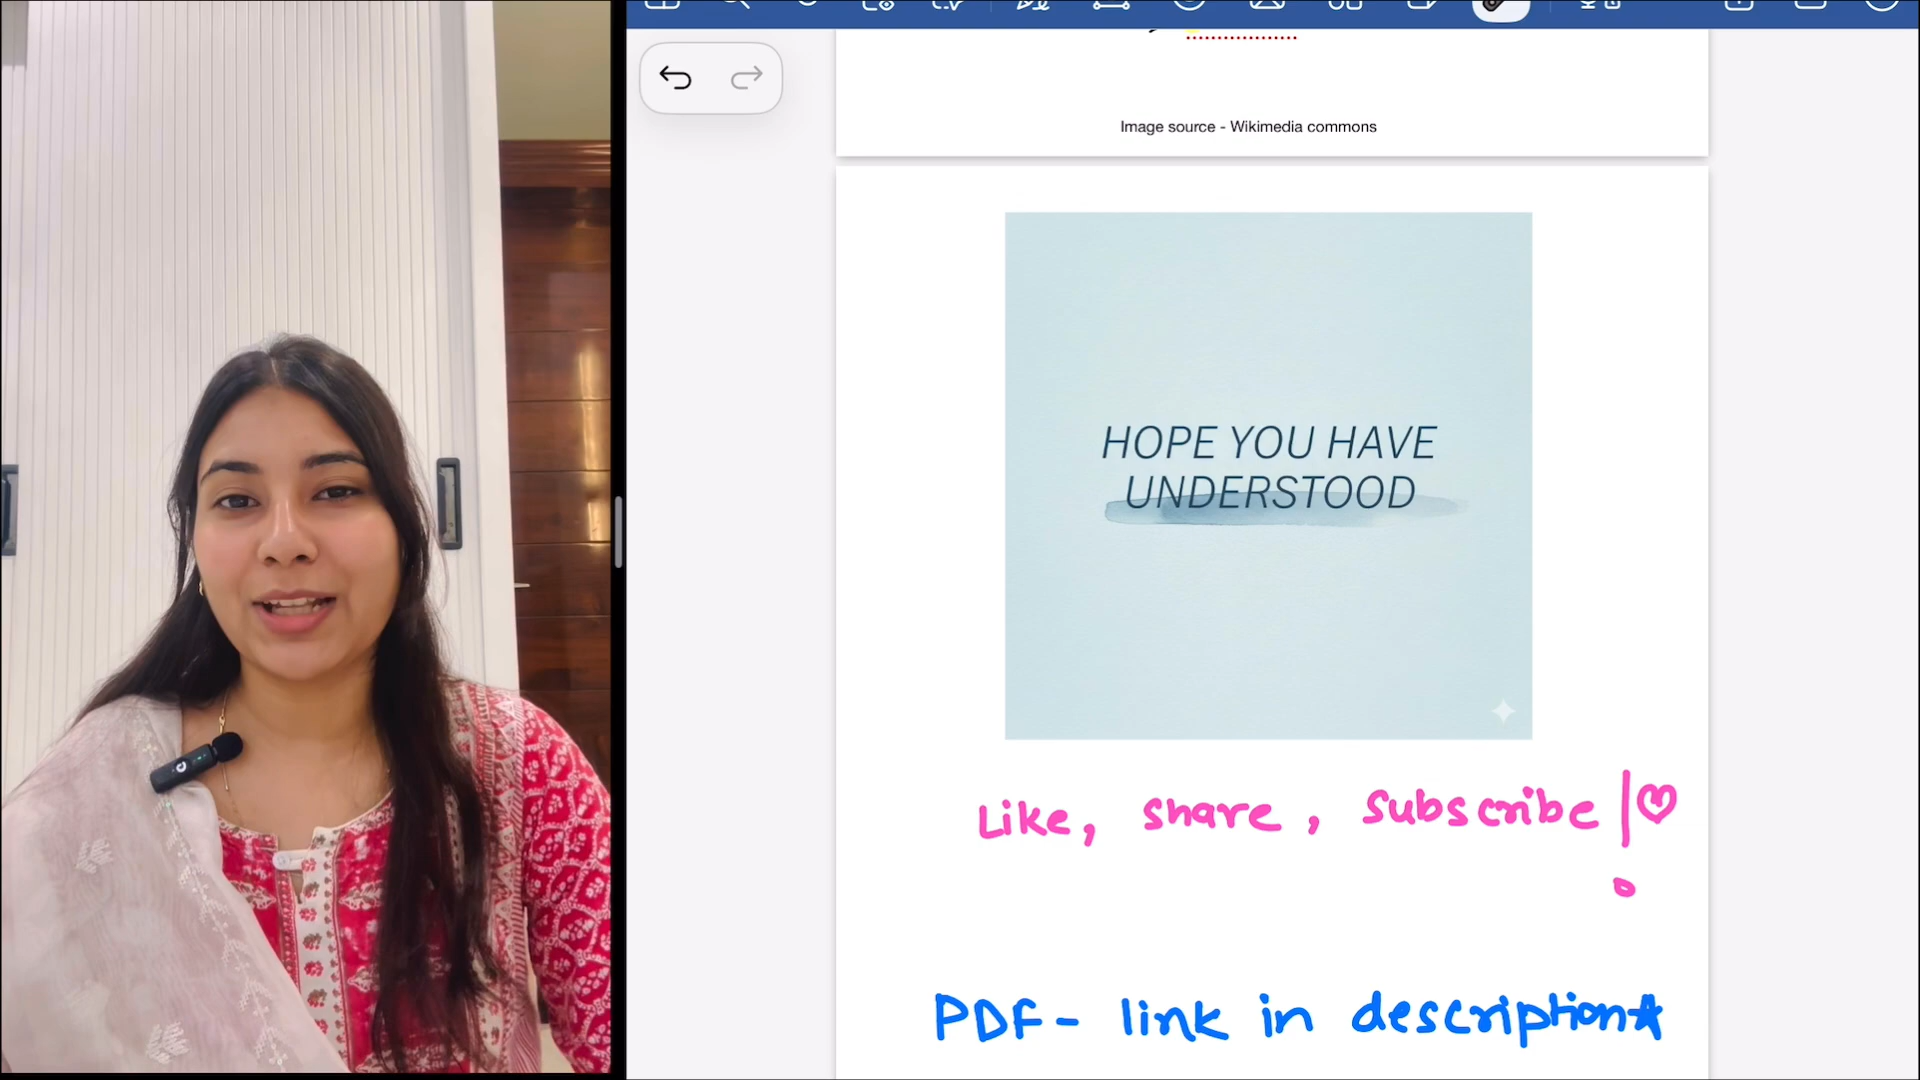 Image source - Wikimedia commons
HOPE YOU HAVE
UNDERSTOOD
Like, share, subscribe!♡
PDF- link in description☆